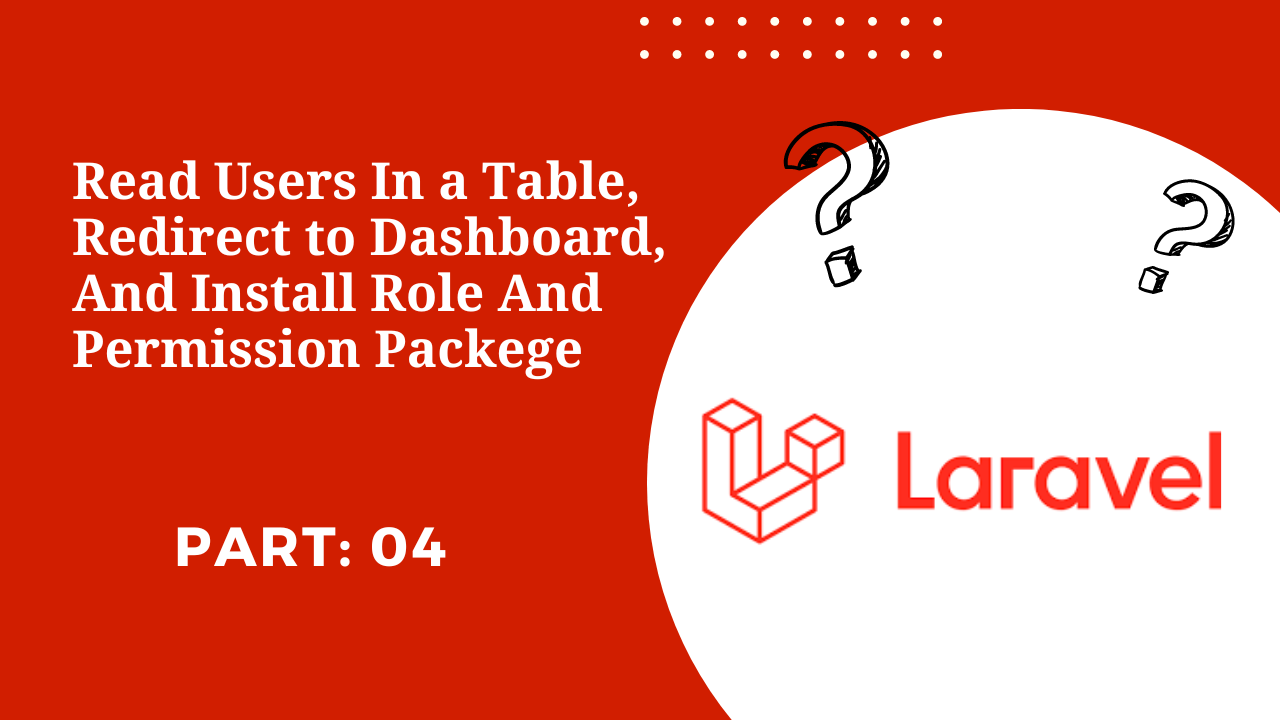 Read Users In a Table,
Redirect to Dashboard,
And Install Role And
Permission Packege
PART: 04
Laravel